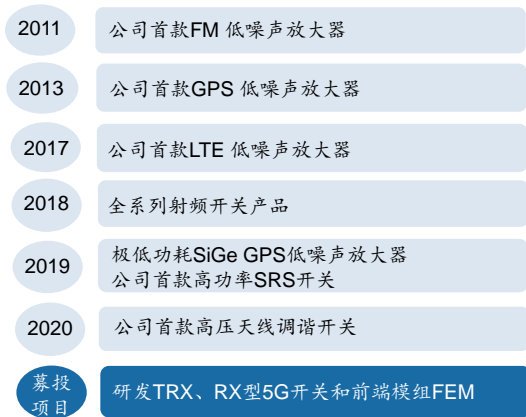 2011
公司首款FM 低噪声放大器
2013
公司首款GPS 低噪声放大器
2017
公司首款LTE 低噪声放大器
2018
全系列射频开关产品
2019
极低功耗SiGe GPS低噪声放大器
公司首款高功率SRS开关
2020
公司首款高压天线调谐开关
募投
项目
研发TRX、RX型5G开关和前端模组FEM